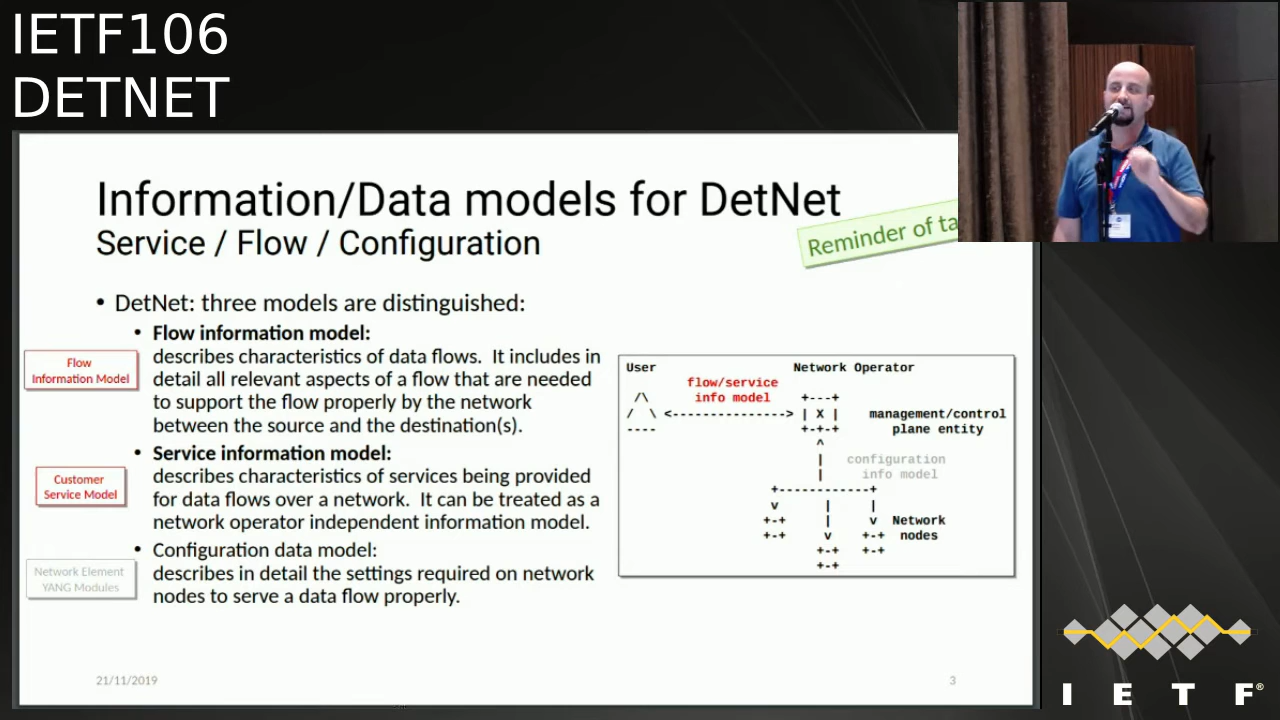 IETF106
DETNET
Information/Data models for DetNet
Service / Flow / Configuration
Reminder of
• DetNet: three models are distinguished:
• Flow information model:
describes characteristics of data flows. It includes in
detail all relevant aspects of a flow that are needed
to support the flow properly by the network
between the source and the destination(s).
• Service information model:
describes characteristics of services being provided
for data flows over a network. It can be treated as a
network operator independent information model.
• Configuration data model:
describes in detail the settings required on network
nodes to serve a data flow properly.
Flow
Information Model
Customer
Service Model
Network Element
YANG Modules
User Network Operator
flow/service
/\ info model +---+
/ \ <---------------> | X | management/control
---- +-+-+ plane entity
^
| configuration
| info model
+------------+
v | |
+-+ | v Network
+-+ v +-+ nodes
+-+ +-+
+-+
21/11/2019
3
I E T F®